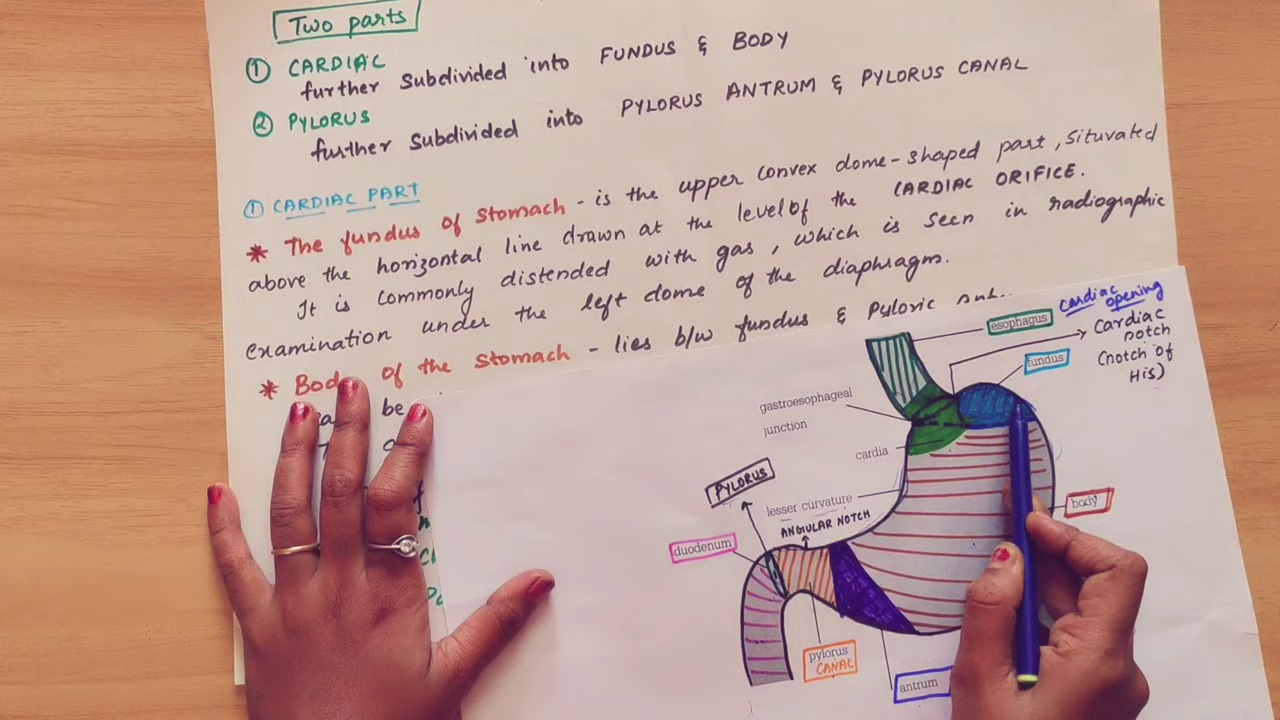 Two parts
① CARDIAC
further subdivided into FUNDUS & BODY
② PYLORUS
further subdivided into PYLORUS ANTRUM & PYLORUS CANAL
① CARDIAC PART
* The fundus of stomach - is the upper convex dome-shaped part, situvated
above the horizontal line drawn at the level of the CARDIAC ORIFICE.
It is commonly distended with gas, which is seen in radiographic
examination under the left dome of the diaphragm.
* Body of the stomach - lies b/w fundus & Pyloric
be
cardiac opening
esophagus
Cardiac
notch
(notch of
His)
fundus
gastroesophageal
junction
cardia
PYLORUS
lesser curvature
ANGULAR NOTCH
body
duodenum
pylorus
CANAL
antrum